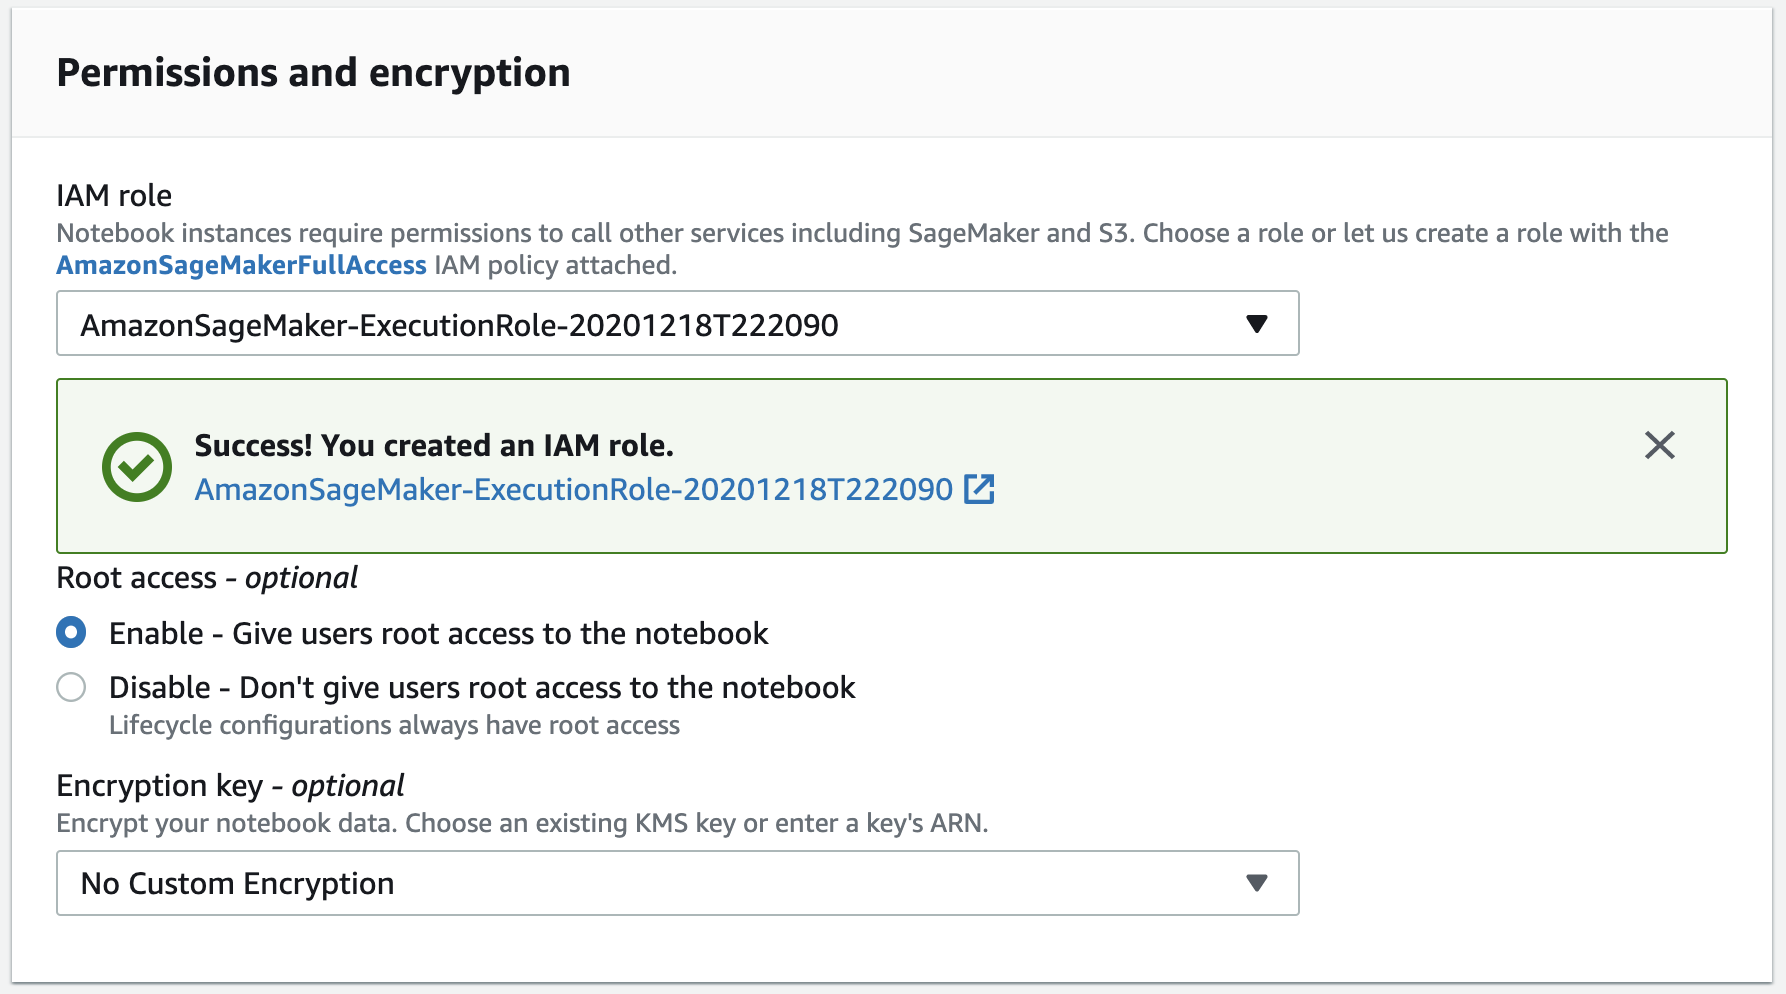 Permissions and encryption
IAM role
Notebook instances require permissions to call other services including SageMaker and S3. Choose a role or let us create a role with the
AmazonSageMakerFullAccess IAM policy attached.
AmazonSageMaker-ExecutionRole-20201218T222090
Success! You created an IAM role.
AmazonSageMaker-ExecutionRole-20201218T222090
Root access - optional
Enable - Give users root access to the notebook
Disable - Don't give users root access to the notebook
Lifecycle configurations always have root access
Encryption key - optional
Encrypt your notebook data. Choose an existing KMS key or enter a key's ARN.
No Custom Encryption